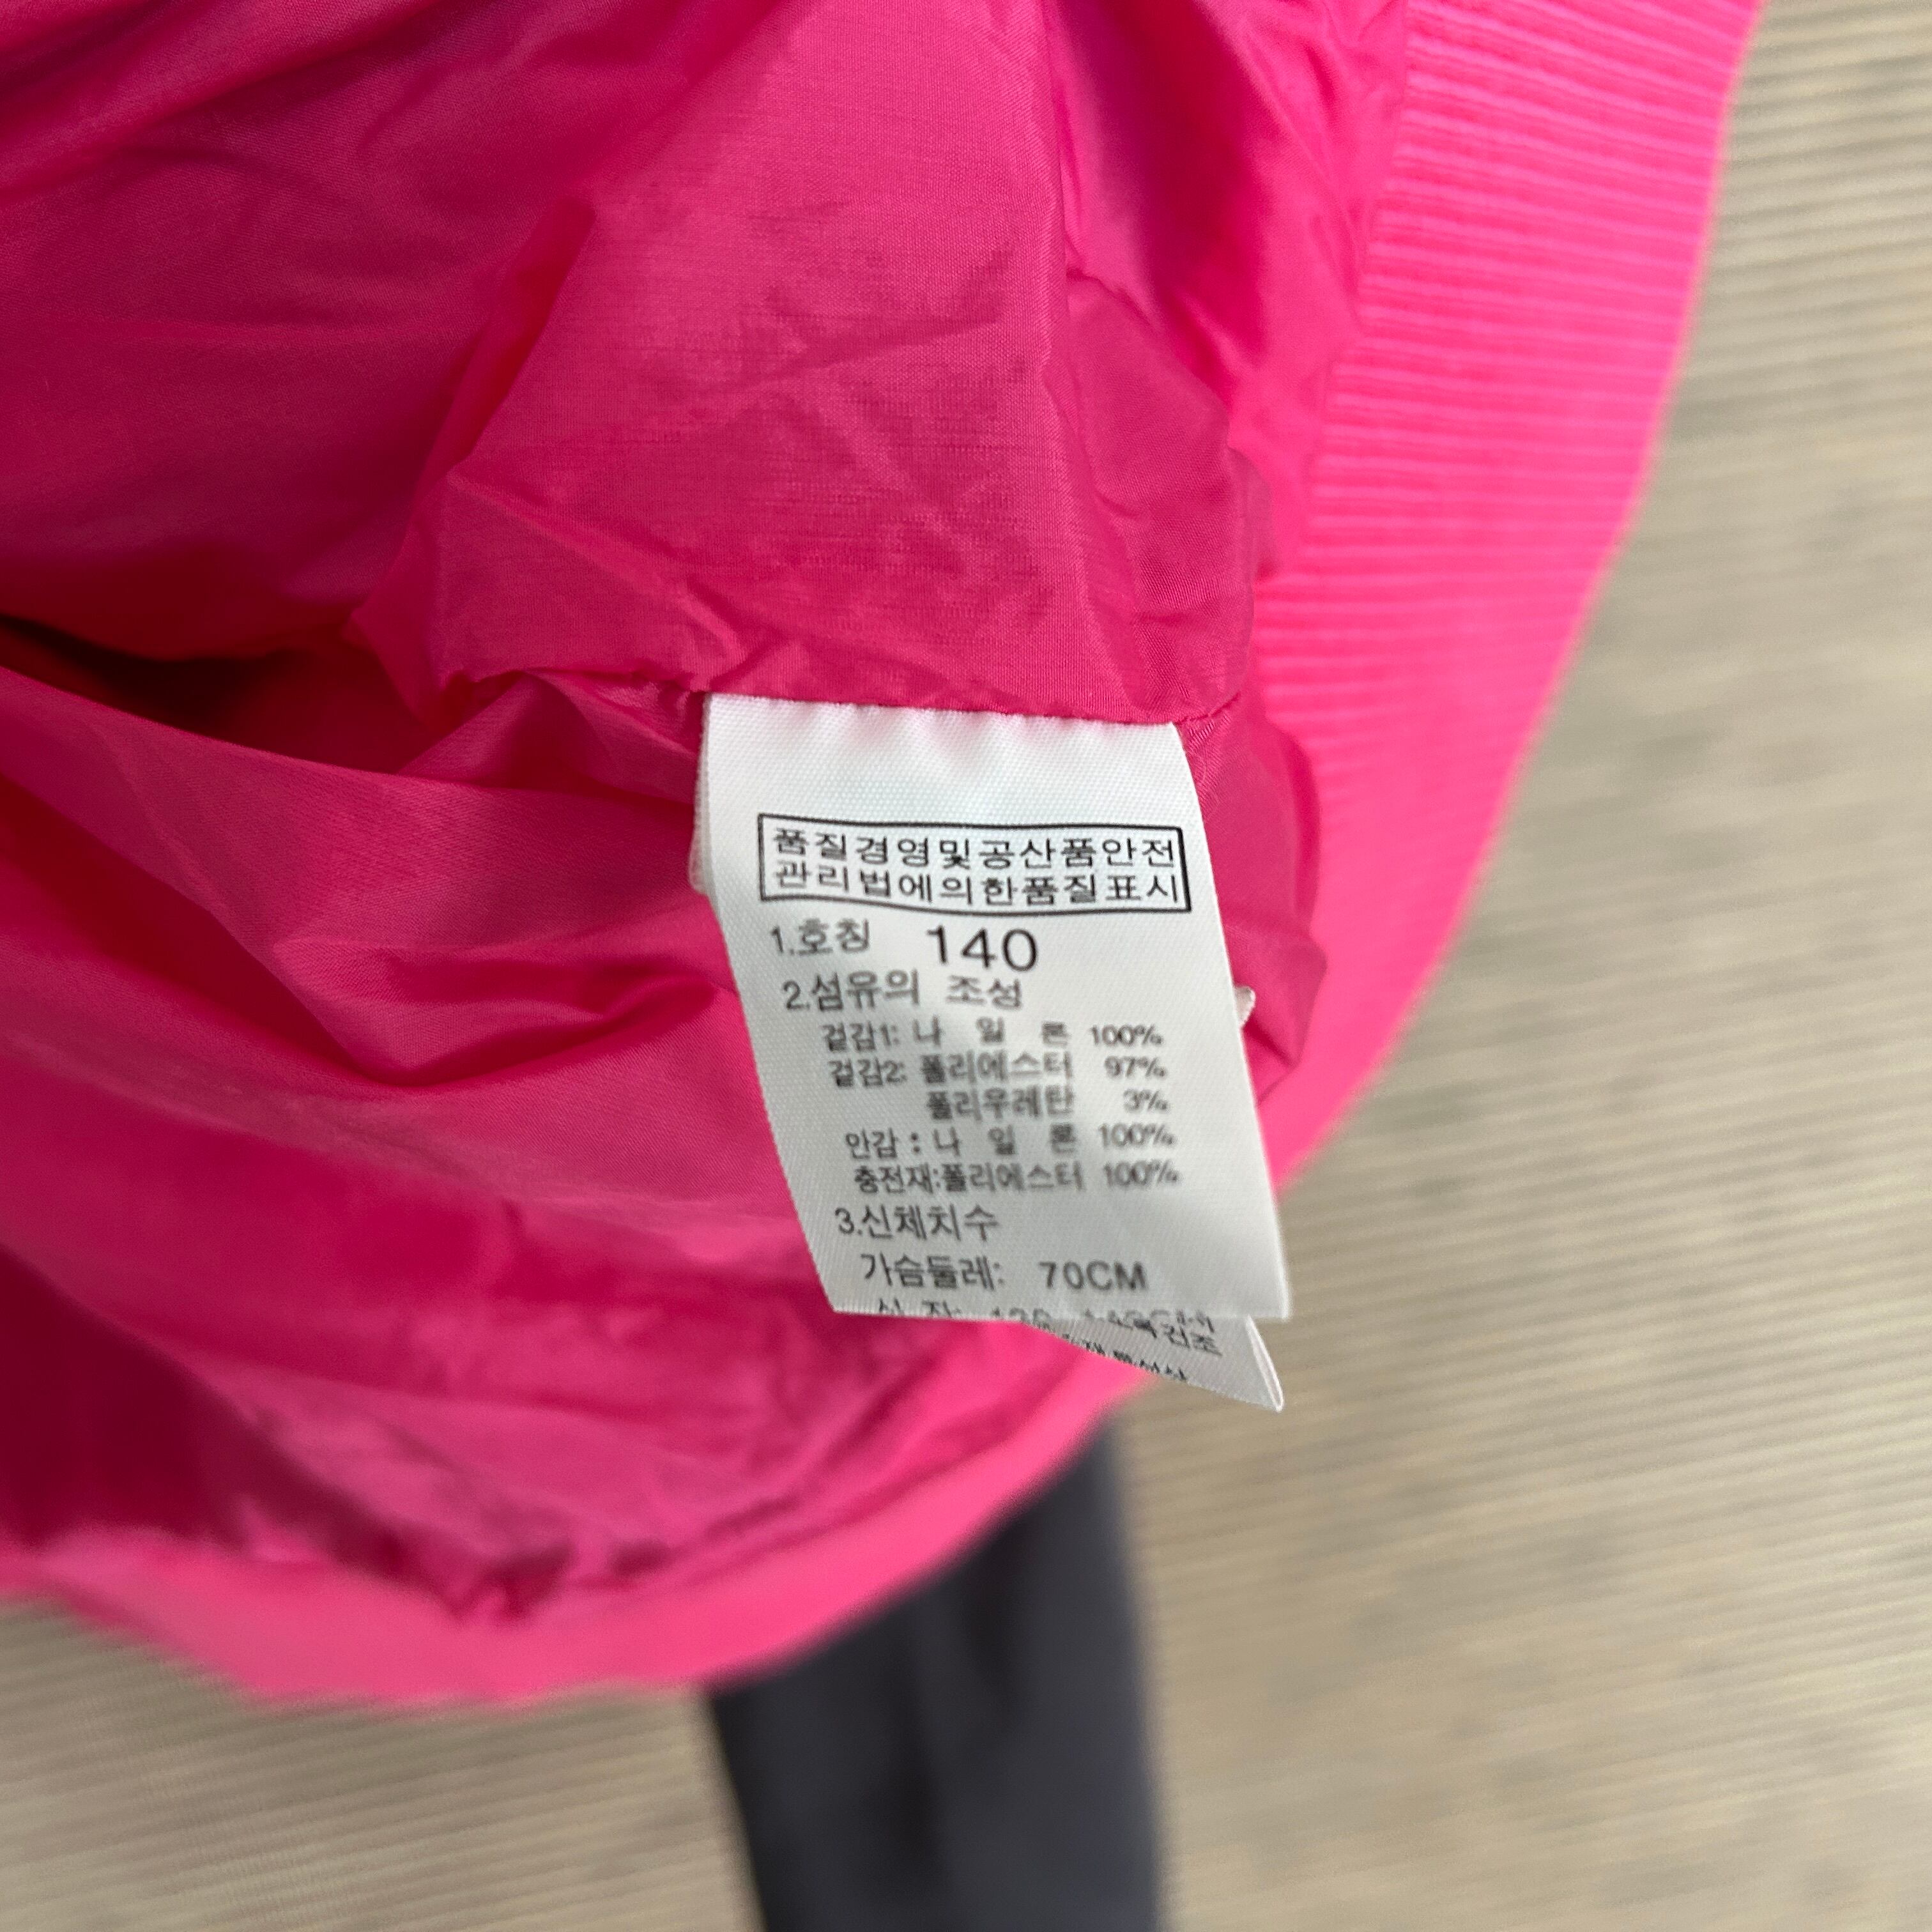 품질경영및공산품안전
관리법에의한품질표시
1.호칭 140
2.섬유의 조성
겉감1: 나 일 론 100%
겉감2: 폴리에스터 97%
폴리우레탄 3%
안감 : 나 일 론 100%
충전재:폴리에스터 100%
3.신체치수
가슴둘레: 70CM
건조